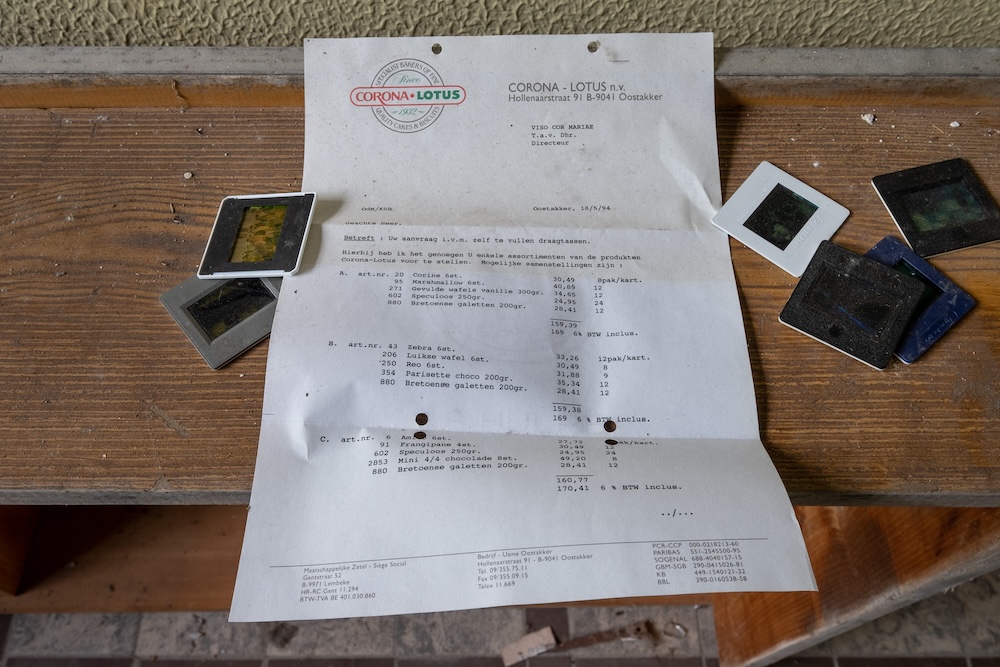 SPECIALIST BAKERS OF FINE
Since
CORONA • LOTUS
1932
QUALITY CAKES & BISCUITS
CORONA - LOTUS n.v.
Hollenaarstraat 91 B-9041 Oostakker
VISO COR MARIAE
T.a.v. Dhr.
Directeur
OdM/KDR Oostakker, 18/5/94
Geachte Heer,
Betreft : Uw aanvraag i.v.m. zelf te vullen draagtassen.
Hierbij heb ik het genoegen U enkele assortimenten van de produkten
Corona-Lotus voor te stellen. Mogelijke samenstellingen zijn :
A. art.nr. 20 Corine 6st. 30,49 8pak/kart.
95 Marshmallow 6st. 40,89 12
271 Gevulde wafels vanille 300gr. 34,65 12
602 Speculoos 250gr. 24,95 24
880 Bretoense galetten 200gr. 28,41 12
159,39
169 6% BTW inclus.
B. art.nr. 43 Zebra 6st. 33,26 12pak/kart.
206 Luikse wafel 6st. 30,49 8
250 Reo 6st. 31,88 9
354 Parisette choco 200gr. 35,34 12
880 Bretoense galetten 200gr. 28,41 12
159,38
169 6 % BTW inclus.
C. art.nr. 6 6st. 27,72 /kart.
91 Frangipane 4st. 30,49 12
602 Speculoos 250gr. 24,95 24
2853 Mini 4/4 chocolade 8st. 49,20 8
880 Bretoense galetten 200gr. 28,41 12
160,77
170,41 6 % BTW inclus.
../...
Maatschappelijke Zetel - Siège Social
Gentstraat 52
B-9971 Lembeke
HR-RC Gent 11.294
BTW-TVA BE 401.030.860
Bedrijf - Usine Oostakker
Hollenaarstraat 91 - B-9041 Oostakker
Tel. 09/355.75.11
Fax 09/355.09.15
Telex 11.669
PCR-CCP 000-0218213-60
PARIBAS 551-2545500-95
SOGENAL 688-4040157-15
GBM-SGB 290-0415026-81
KB 449-1540121-32
BBL 390-0160538-58